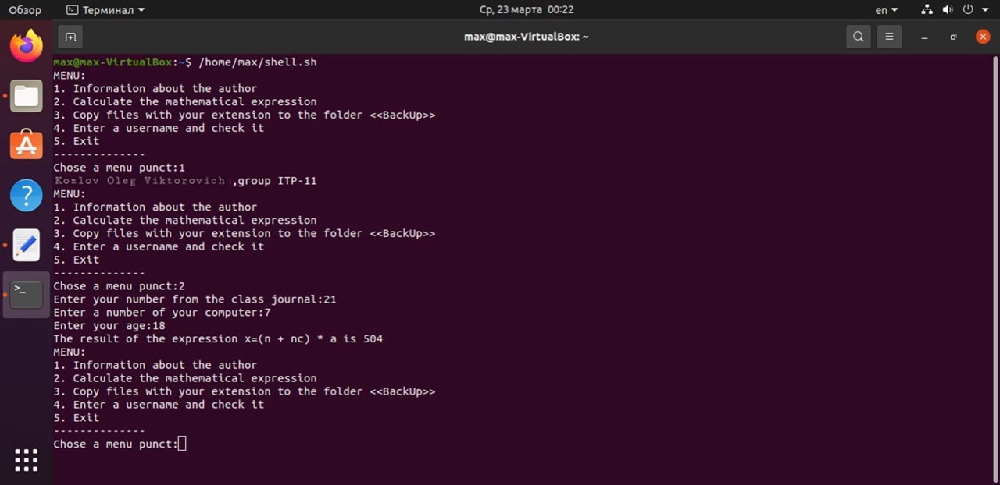 Обзор
Терминал
Ср, 23 марта 00:22
en
max@max-VirtualBox: ~
max@max-VirtualBox:~$ /home/max/shell.sh
MENU:
1. Information about the author
2. Calculate the mathematical expression
3. Copy files with your extension to the folder <<BackUp>>
4. Enter a username and check it
5. Exit
--------------
Chose a menu punct:1
Kozlov Oleg Viktorovich ,group ITP-11
MENU:
1. Information about the author
2. Calculate the mathematical expression
3. Copy files with your extension to the folder <<BackUp>>
4. Enter a username and check it
5. Exit
--------------
Chose a menu punct:2
Enter your number from the class journal:21
Enter a number of your computer:7
Enter your age:18
The result of the expression x=(n + nc) * a is 504
MENU:
1. Information about the author
2. Calculate the mathematical expression
3. Copy files with your extension to the folder <<BackUp>>
4. Enter a username and check it
5. Exit
--------------
Chose a menu punct: